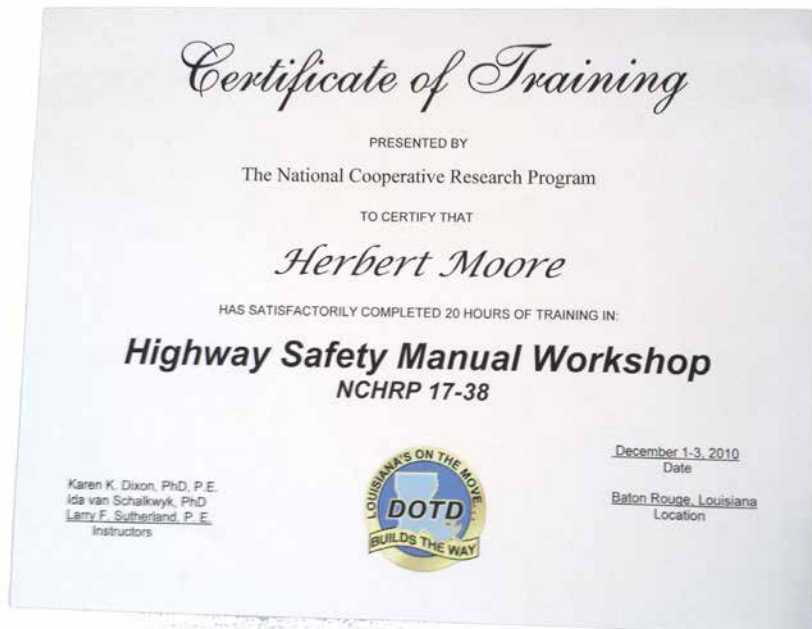 Certificate of Training
PRESENTED BY
The National Cooperative Research Program
TO CERTIFY THAT
Herbert Moore
HAS SATISFACTORILY COMPLETED 20 HOURS OF TRAINING IN:
Highway Safety Manual Workshop
NCHRP 17-38
Karen K. Dixon, PhD, P.E.
Ida van Schalkwyk, PhD
Larry F. Sutherland, P. E.
Instructors
LOUISIANA'S ON THE MOVE..
DOTD
BUILDS THE WAY
December 1-3, 2010
Date
Baton Rouge, Louisiana
Location